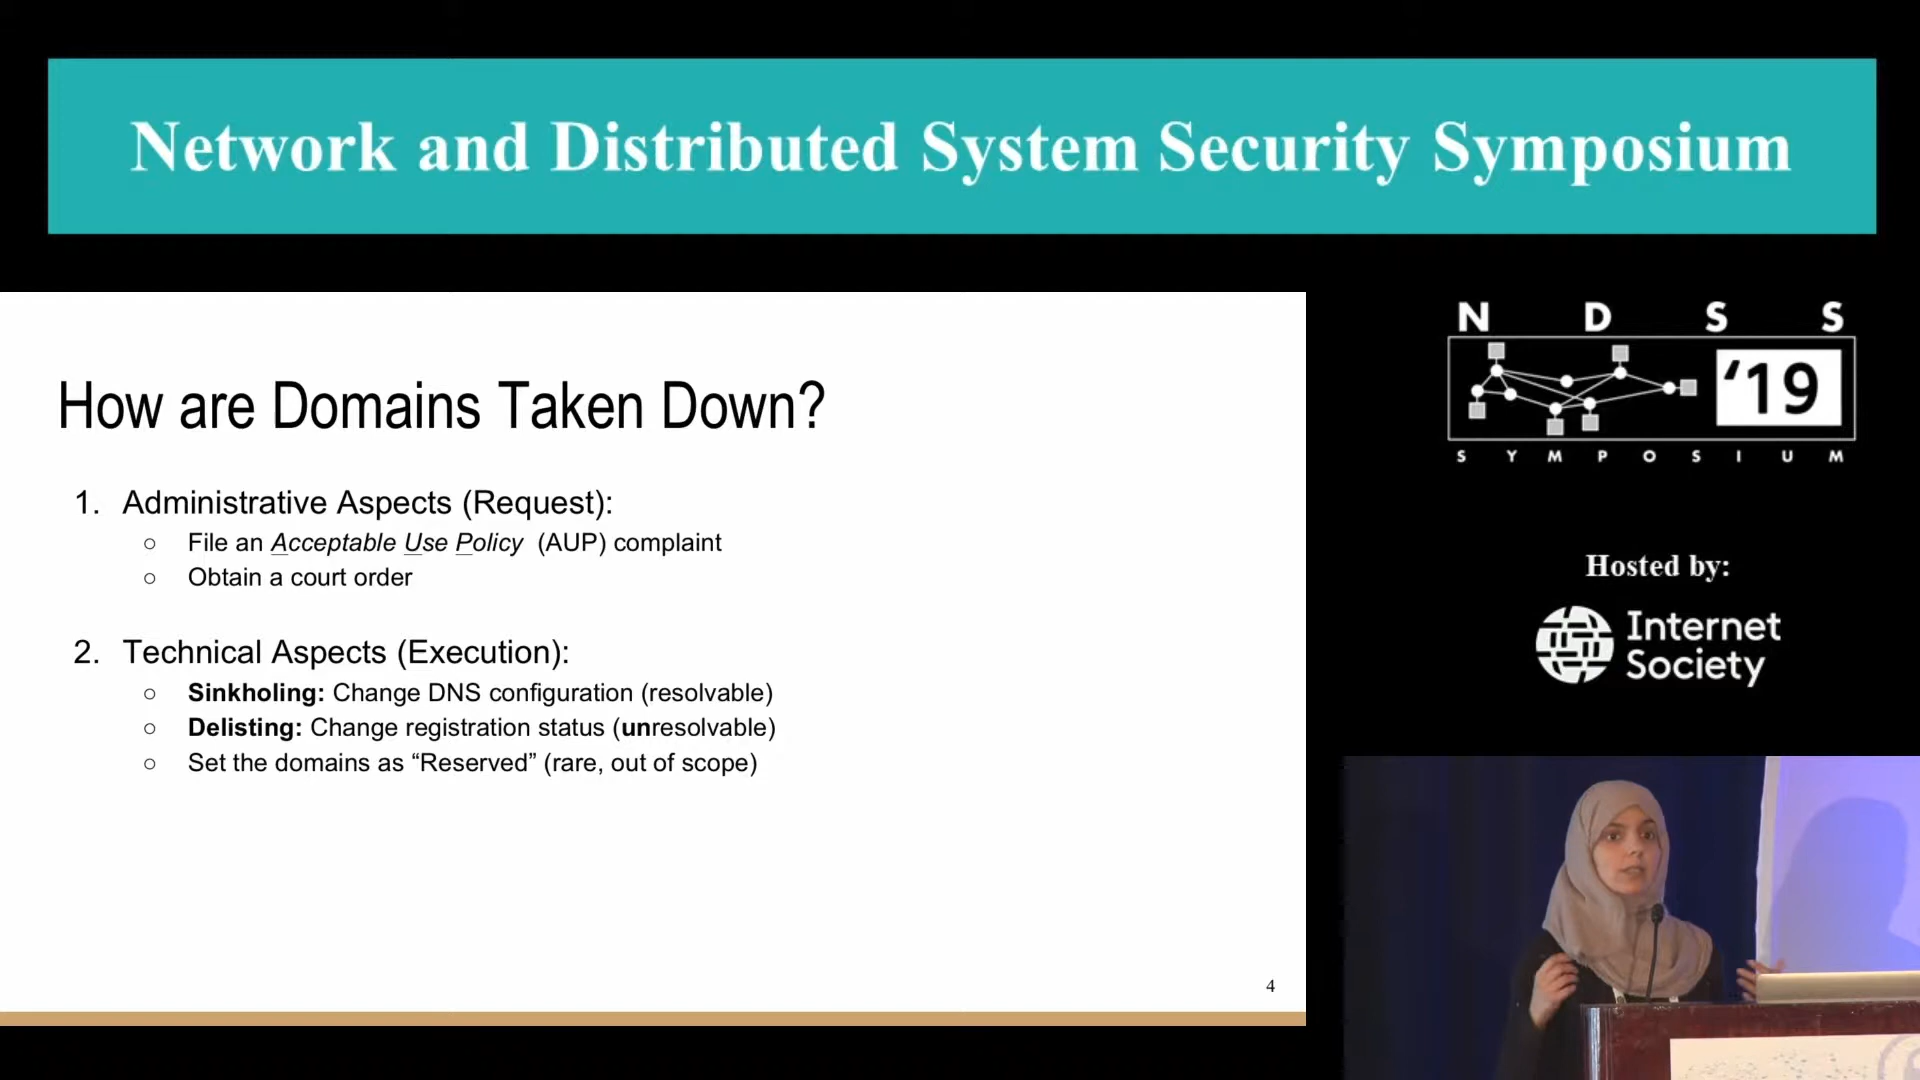 Network and Distributed System Security Symposium
N D S S
'19
S Y M P O S I U M
Hosted by:
Internet
Society
How are Domains Taken Down?
1. Administrative Aspects (Request):
○ File an Acceptable Use Policy (AUP) complaint
○ Obtain a court order
2. Technical Aspects (Execution):
○ Sinkholing: Change DNS configuration (resolvable)
○ Delisting: Change registration status (unresolvable)
○ Set the domains as “Reserved” (rare, out of scope)
4